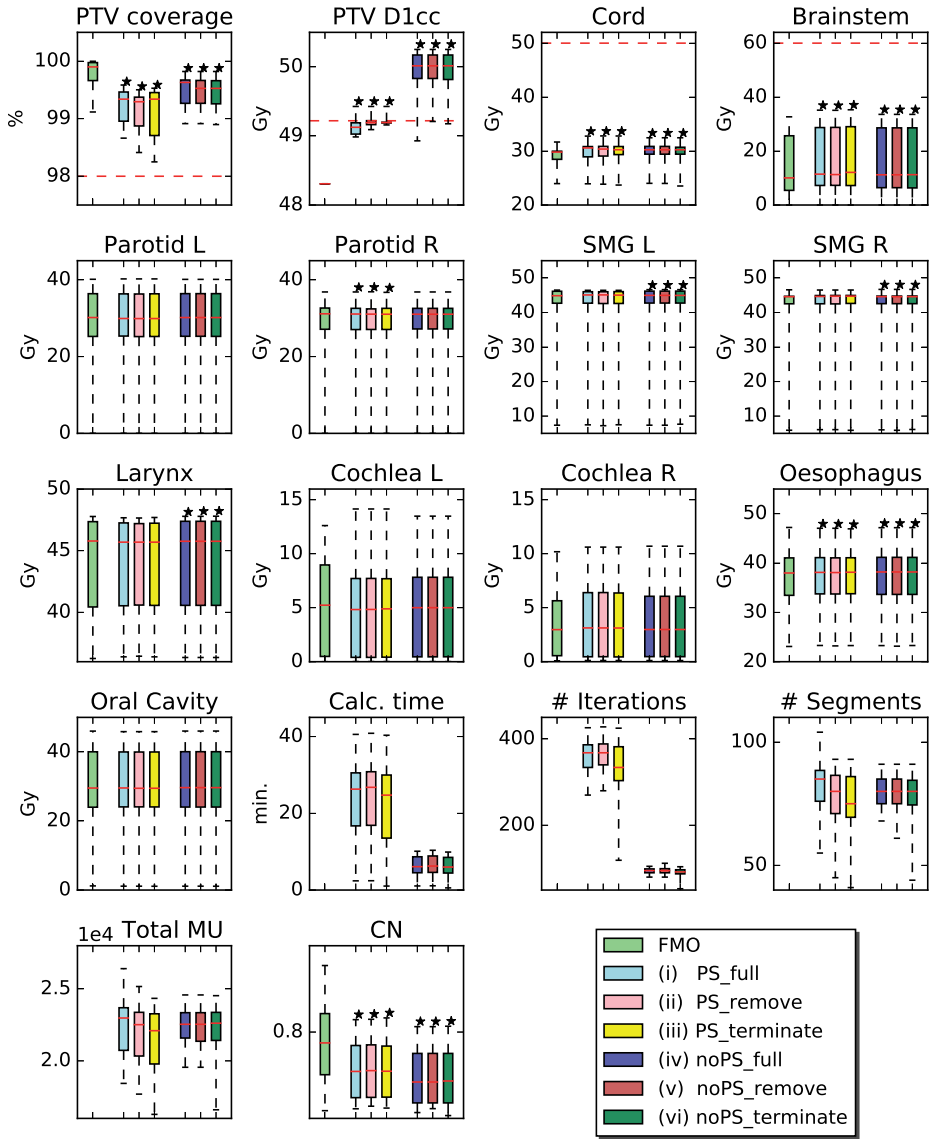 PTV coverage
PTV D1cc
Cord
Brainstem
%
100
99
98
Gy
50
49
48
Gy
50
40
30
20
Gy
60
40
20
0
Parotid L
Parotid R
SMG L
SMG R
Gy
40
20
0
Gy
40
20
0
Gy
50
40
30
20
10
Gy
50
40
30
20
10
Larynx
Cochlea L
Cochlea R
Oesophagus
Gy
50
45
40
Gy
15
10
5
0
Gy
15
10
5
0
Gy
50
40
30
20
Oral Cavity
Calc. time
# Iterations
# Segments
Gy
40
20
0
min.
40
20
0
400
200
100
50
1e4 Total MU
CN
2.5
2.0
0.8
FMO
(i) PS_full
(ii) PS_remove
(iii) PS_terminate
(iv) noPS_full
(v) noPS_remove
(vi) noPS_terminate